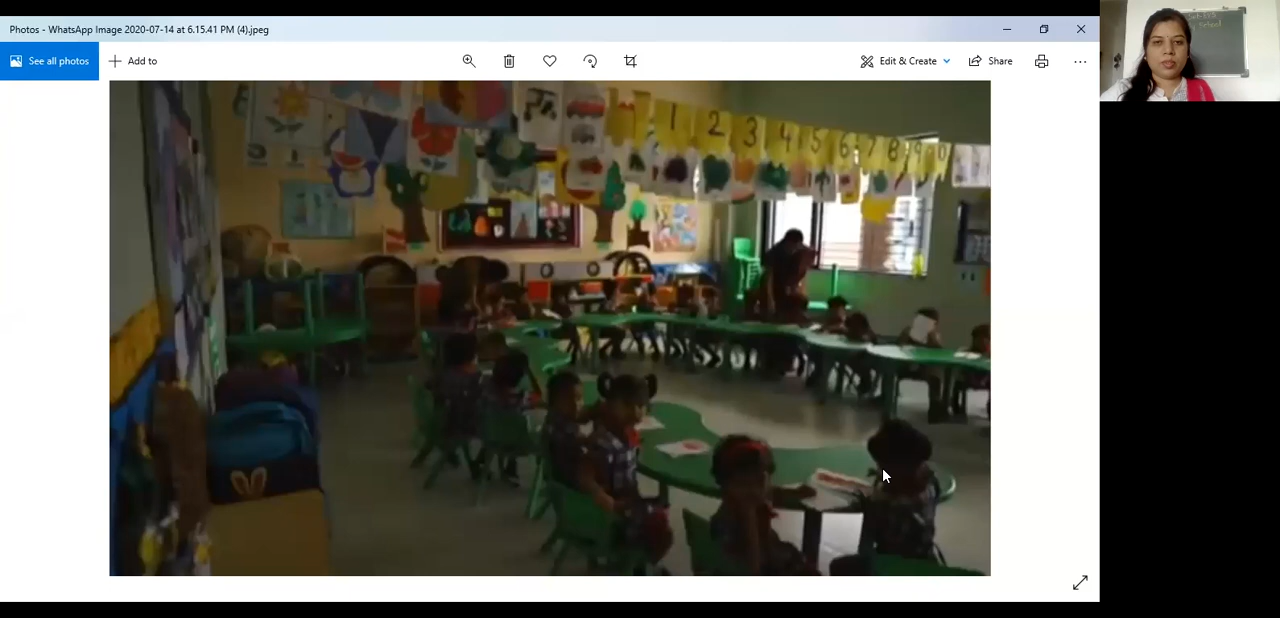 Photos - WhatsApp Image 2020-07-14 at 6.15.41 PM (4).jpeg
See all photos
Add to
Edit & Create
Share
1 2 3 4 5 6 7 8 9 0